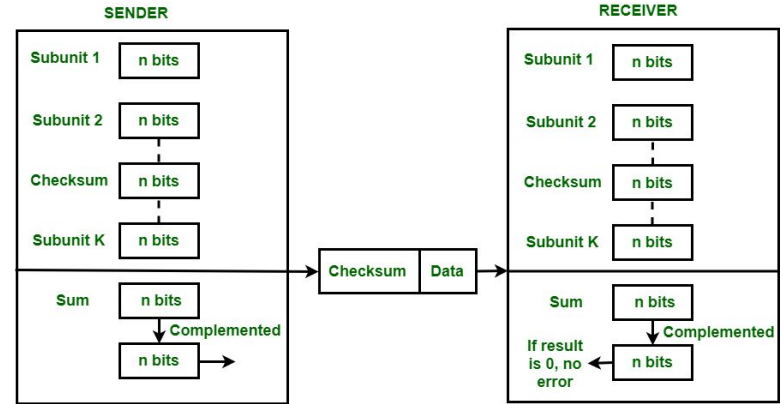 SENDER
Subunit 1
n bits
Subunit 2
n bits
Checksum
n bits
Subunit K
n bits
Sum
n bits
Complemented
n bits
Checksum
Data
RECEIVER
Subunit 1
n bits
Subunit 2
n bits
Checksum
n bits
Subunit K
n bits
Sum
n bits
Complemented
If result
is 0, no
error
n bits